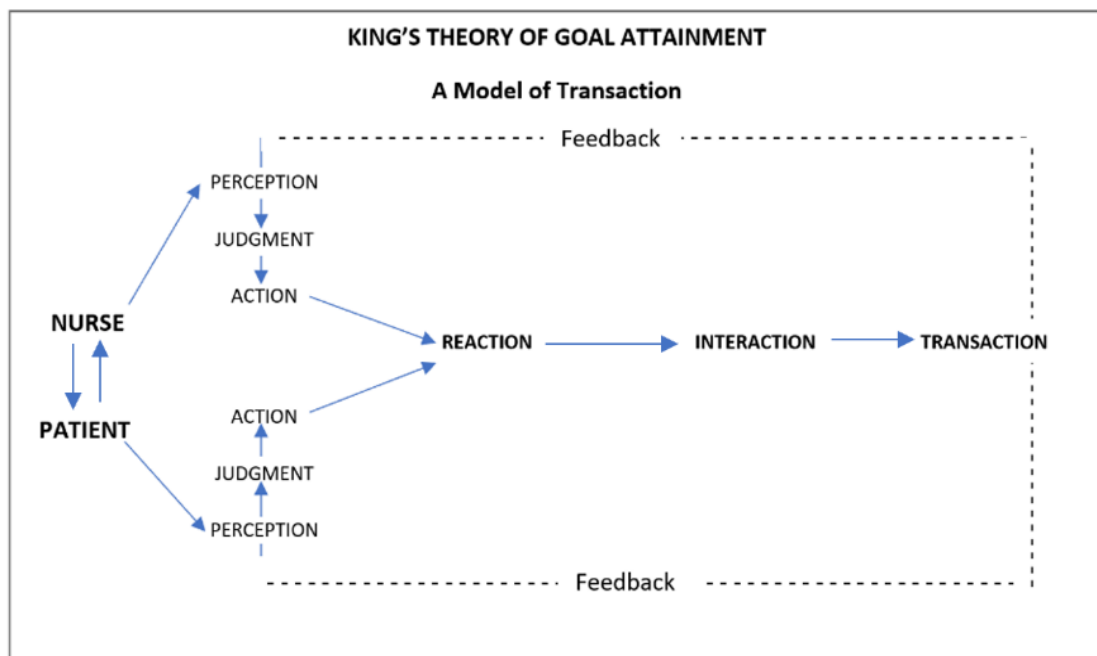 KING'S THEORY OF GOAL ATTAINMENT
A Model of Transaction
Feedback
PERCEPTION
JUDGMENT
ACTION
NURSE
REACTION
INTERACTION
TRANSACTION
ACTION
PATIENT
JUDGMENT
PERCEPTION
Feedback